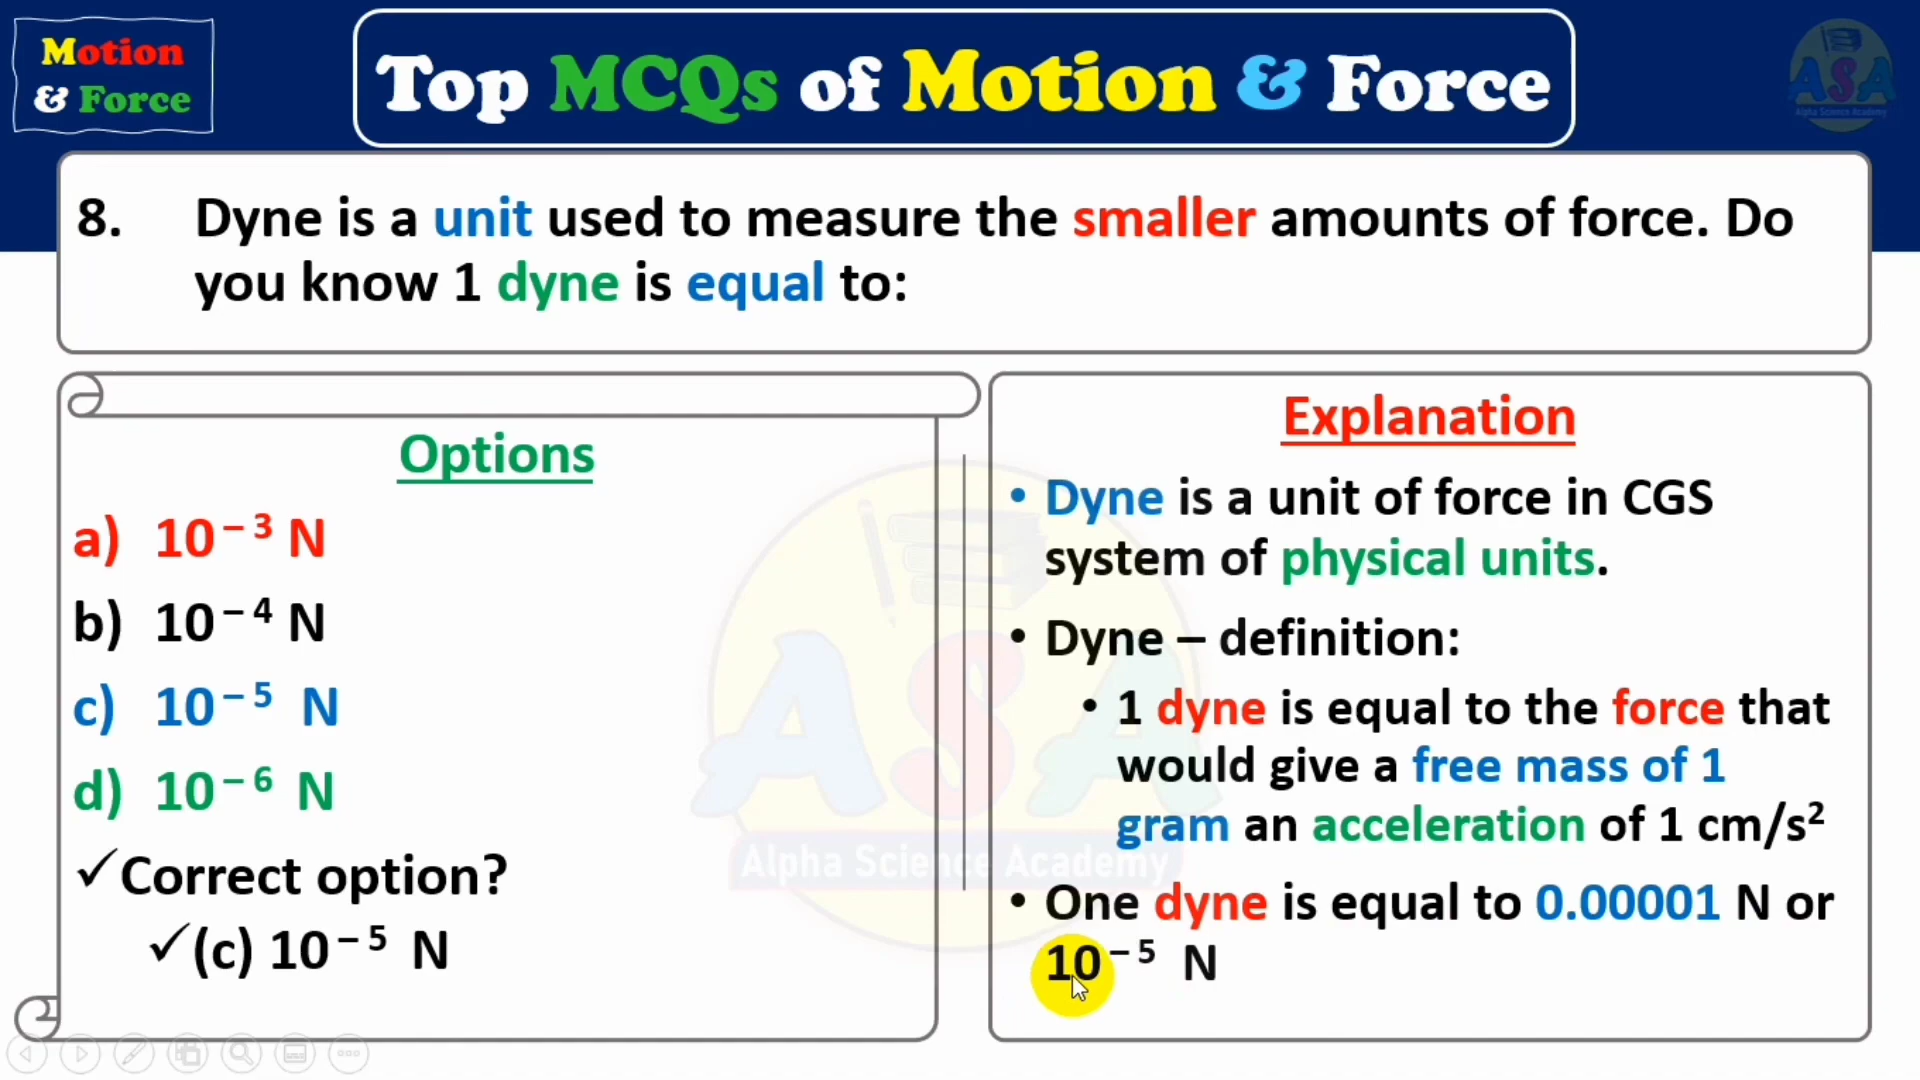 Motion
& Force
Top MCQs of Motion & Force
ASA
Alpha Science Academy
8. Dyne is a unit used to measure the smaller amounts of force. Do
you know 1 dyne is equal to:
Options
a) 10⁻³ N
b) 10⁻⁴ N
c) 10⁻⁵ N
d) 10⁻⁶ N
✓Correct option?
✓(c) 10⁻⁵ N
Explanation
• Dyne is a unit of force in CGS
system of physical units.
• Dyne – definition:
• 1 dyne is equal to the force that
would give a free mass of 1
gram an acceleration of 1 cm/s²
• One dyne is equal to 0.00001 N or
10⁻⁵ N
ASA
Alpha Science Academy